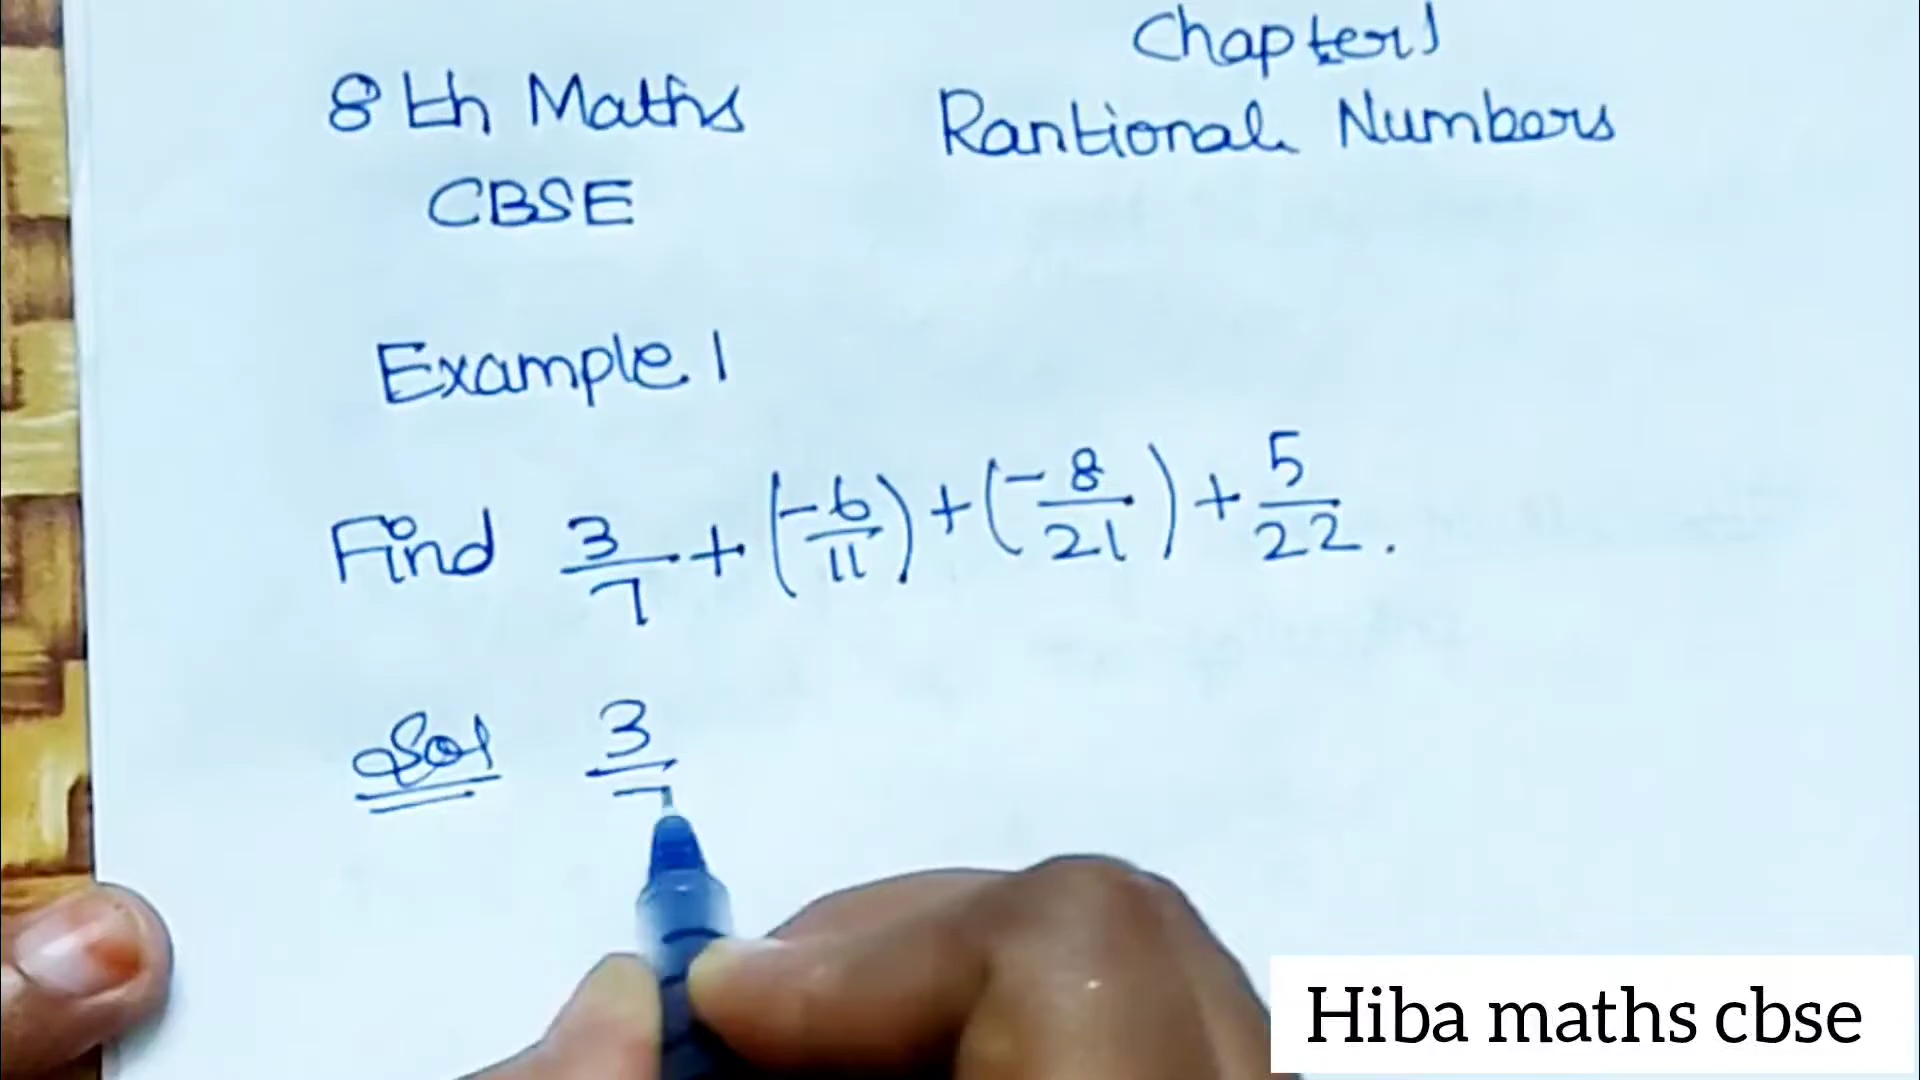 Chapter 1
8th Maths
Rantional Numbers
CBSE
Example 1
Find 3/7 + (-6/11) + (-8/21) + 5/22.
Sol 3/7
Hiba maths cbse